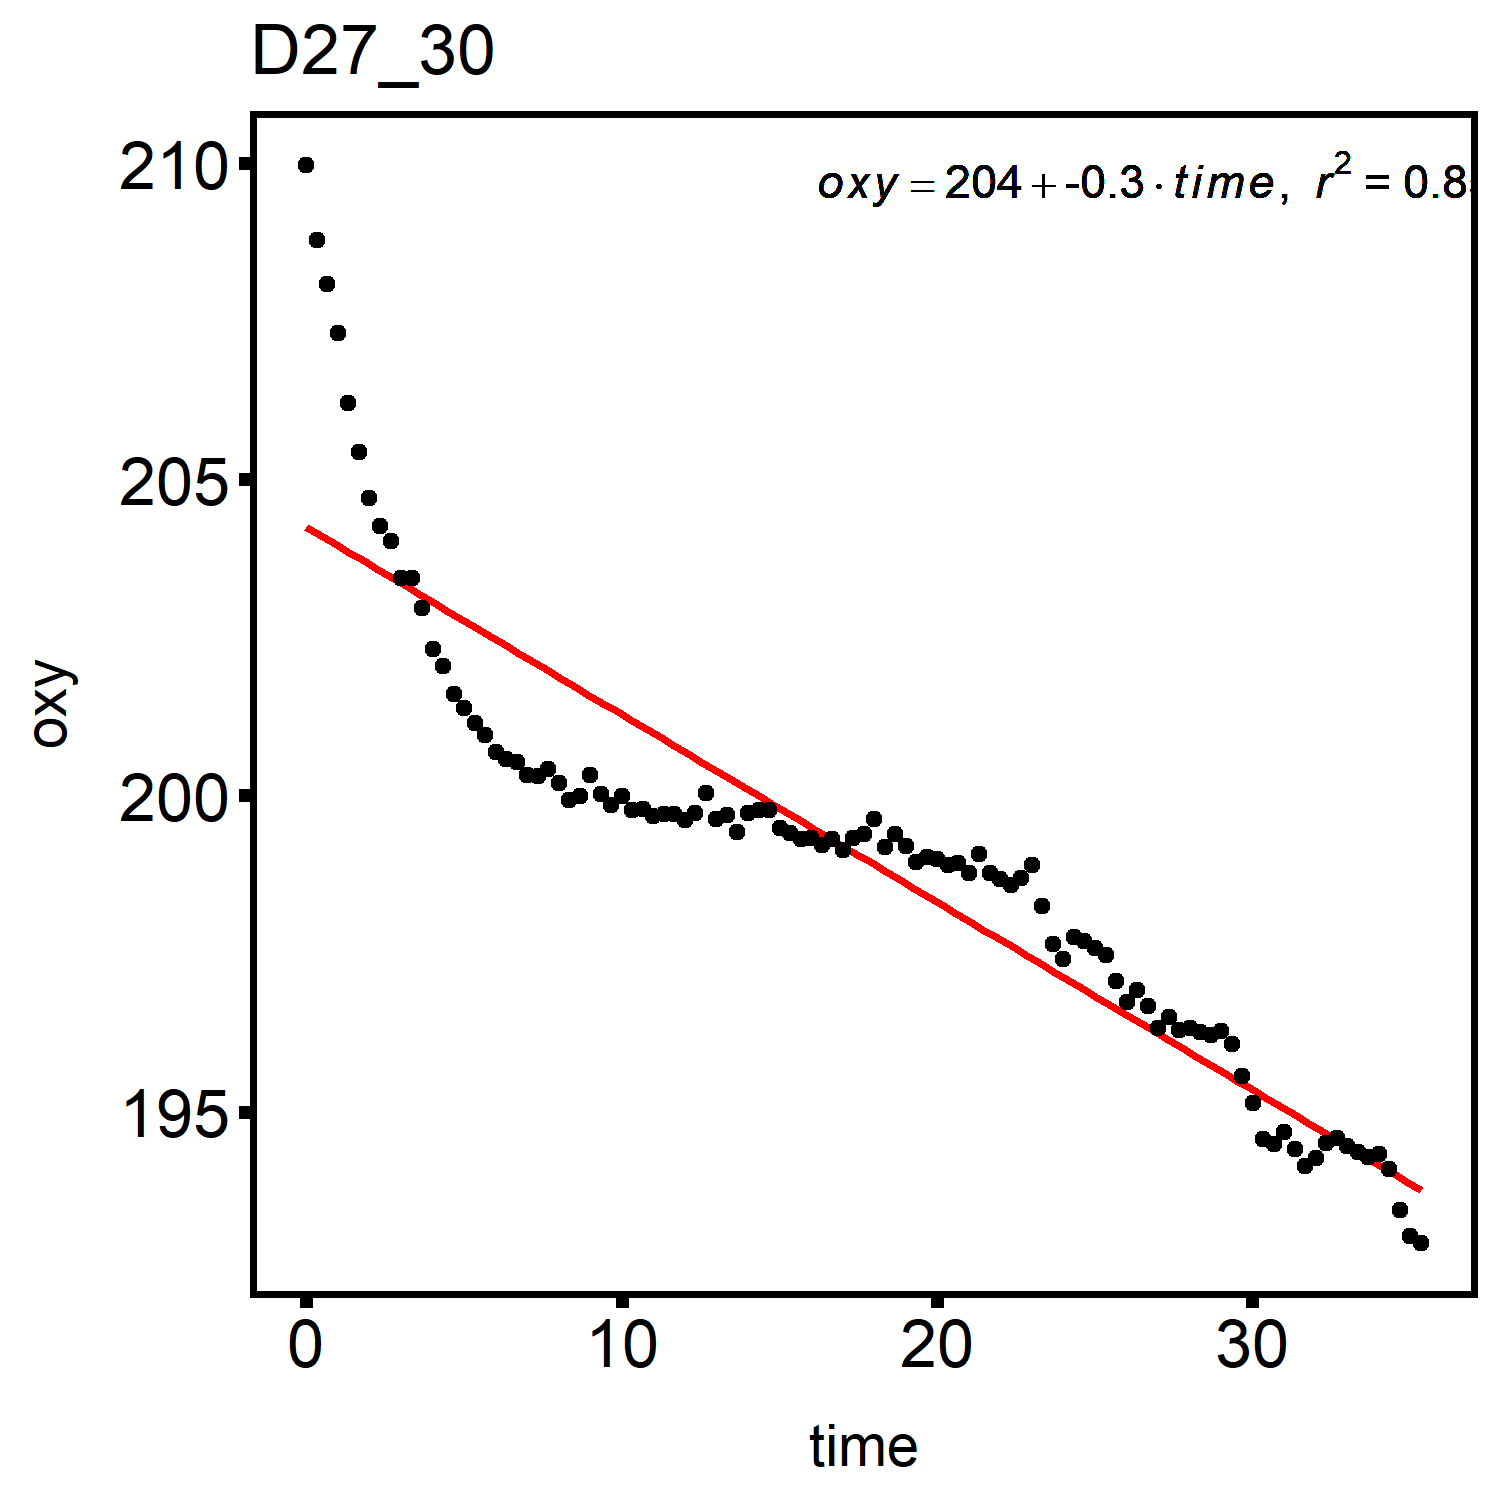 D27_30
oxy = 204 + -0.3 · time, r² = 0.8
210
205
200
195
oxy
0 10 20 30
time